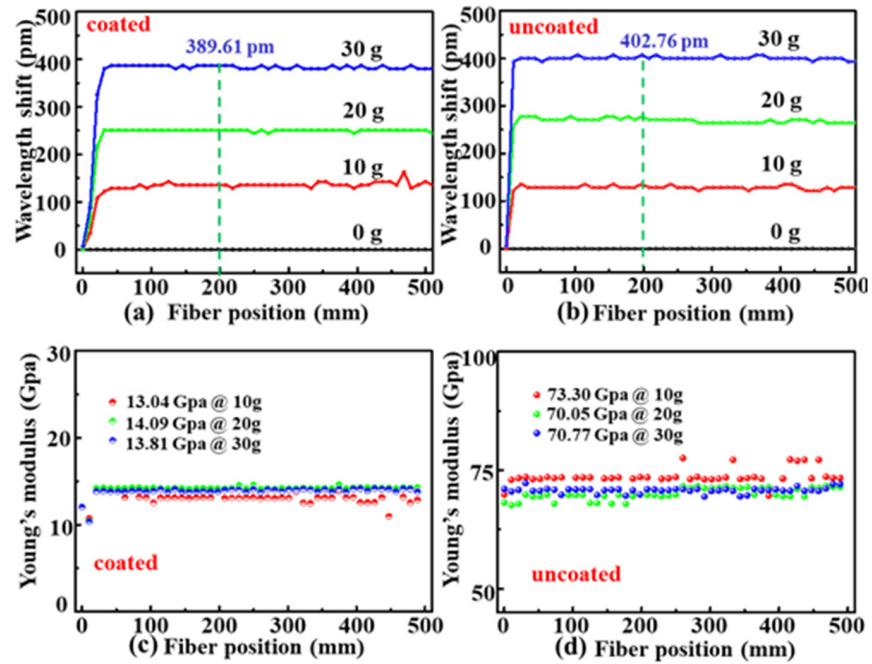 coated
389.61 pm
30 g
20 g
10 g
0 g
Wavelength shift (pm)
500
400
300
200
100
0
0 100 200 300 400 500
(a) Fiber position (mm)
uncoated
402.76 pm
30 g
20 g
10 g
0 g
Wavelength shift (pm)
500
400
300
200
100
0
0 100 200 300 400 500
(b) Fiber position (mm)
Young's modulus (Gpa)
30
20
10
0
13.04 Gpa @ 10g
14.09 Gpa @ 20g
13.81 Gpa @ 30g
coated
0 100 200 300 400 500
(c) Fiber position (mm)
Young's modulus (Gpa)
100
75
50
73.30 Gpa @ 10g
70.05 Gpa @ 20g
70.77 Gpa @ 30g
uncoated
0 100 200 300 400 500
(d) Fiber position (mm)